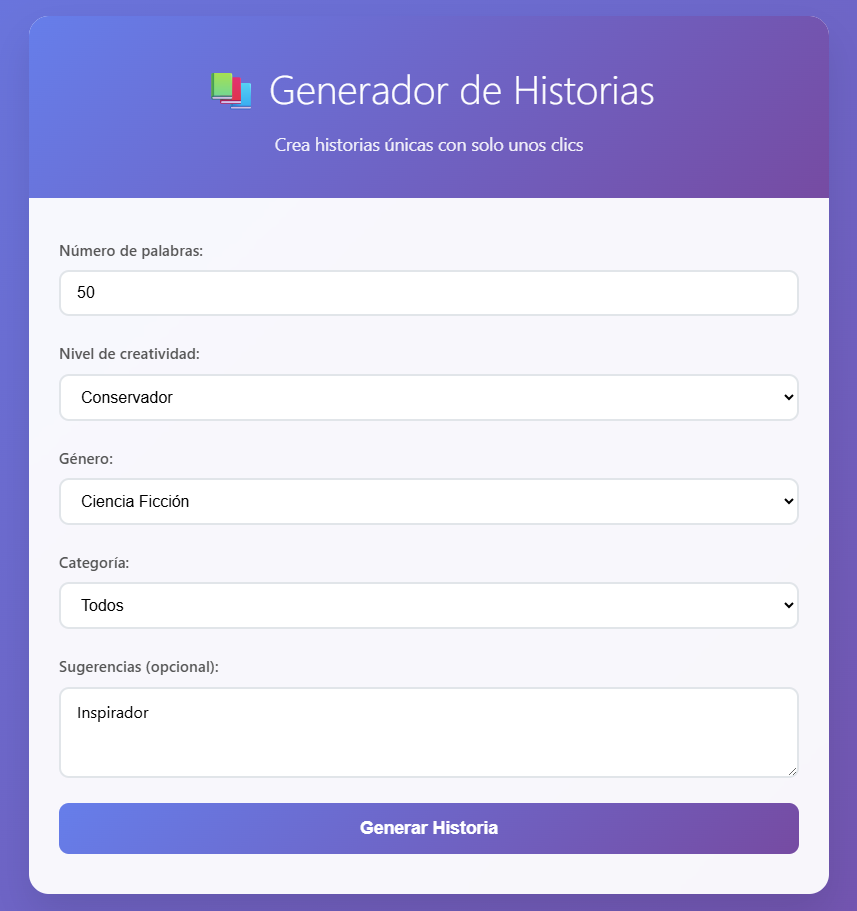 Generador de Historias
Crea historias únicas con solo unos clics
Número de palabras:
50
Nivel de creatividad:
Conservador
Género:
Ciencia Ficción
Categoría:
Todos
Sugerencias (opcional):
Inspirador
Generar Historia